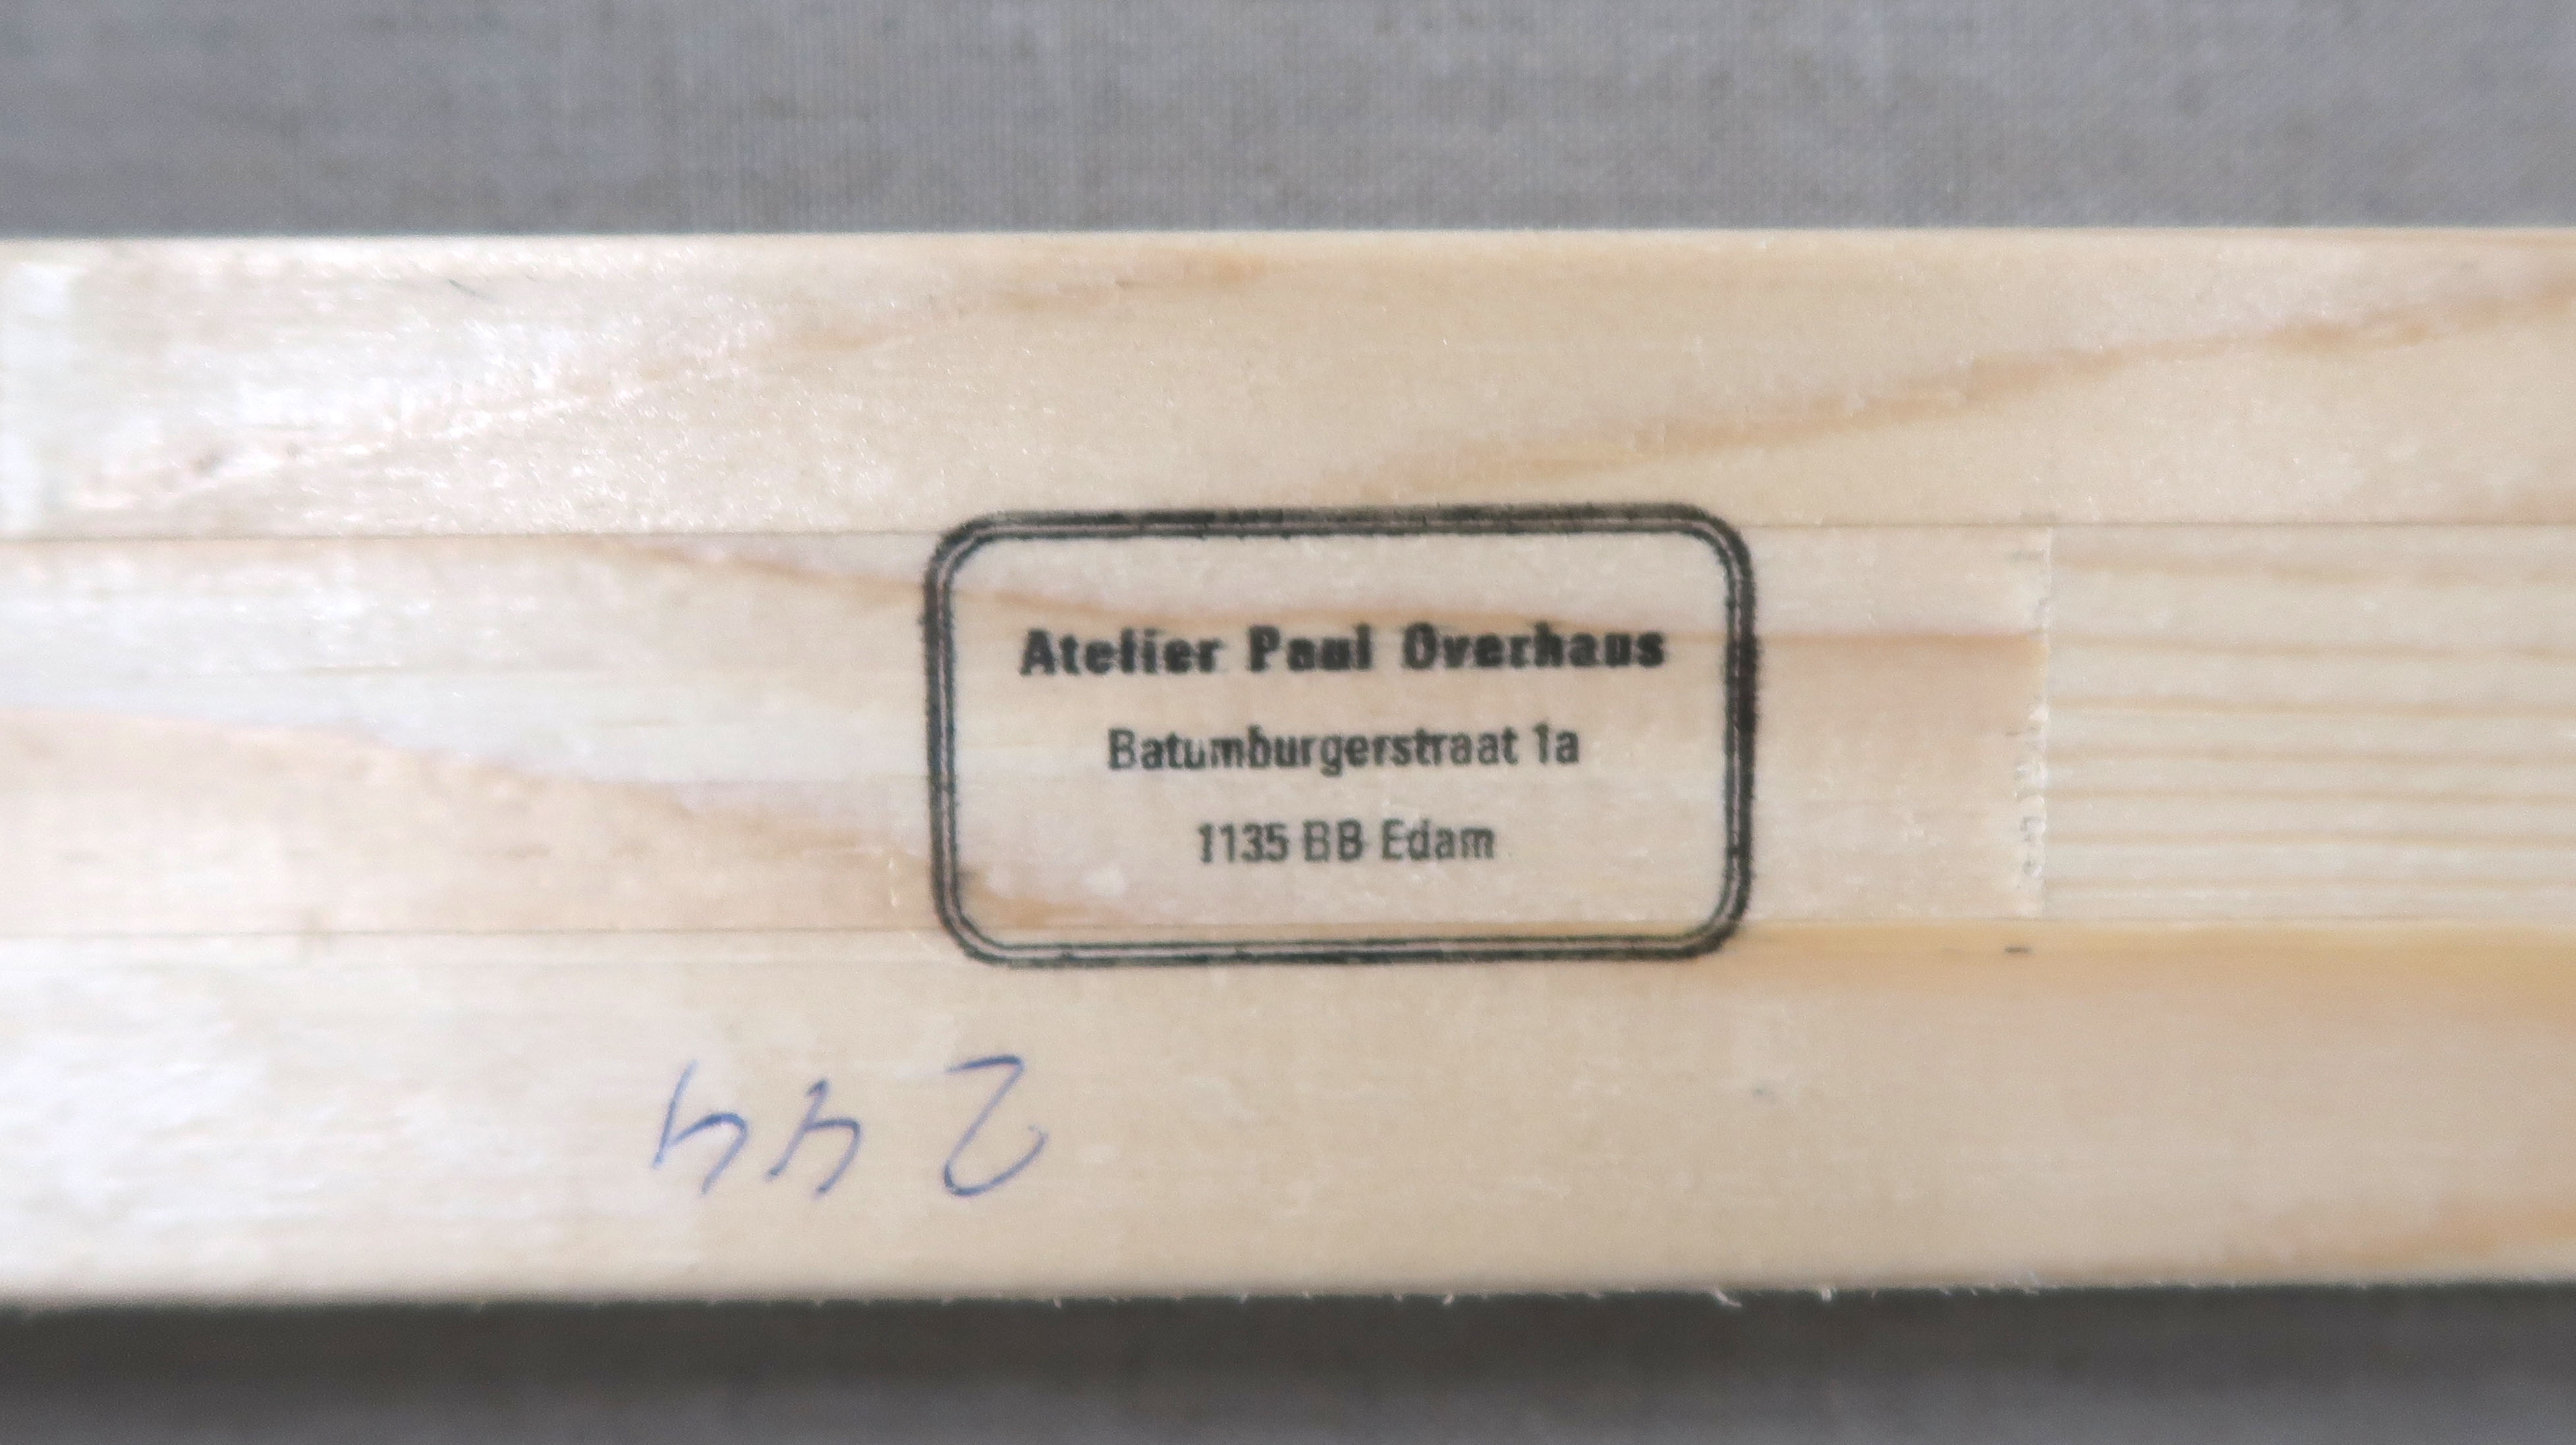 Atelier Paul Overhaus
Batumburgerstraat 1a
1135 BB Edam
244